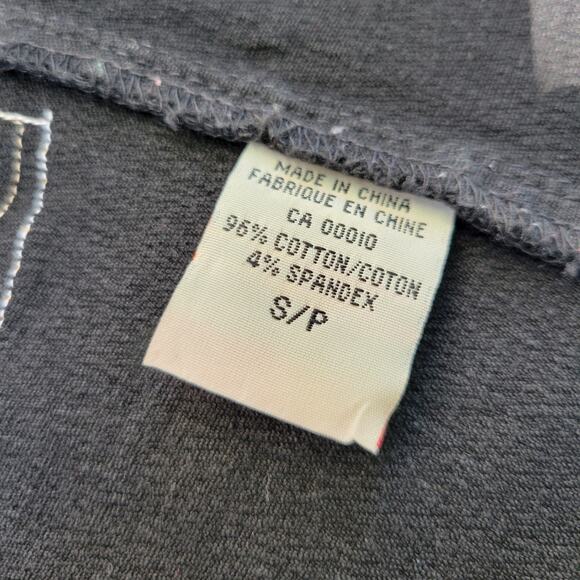 MADE IN CHINA
FABRIQUE EN CHINE
CA 00010
96% COTTON/COTON
4% SPANDEX
S/P